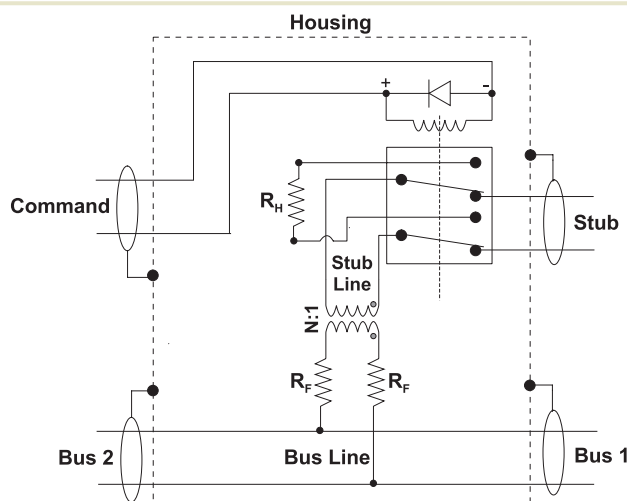 Housing
+ -
Command
R_H
Stub
Stub
Line
N:1
R_F R_F
Bus 2
Bus Line
Bus 1